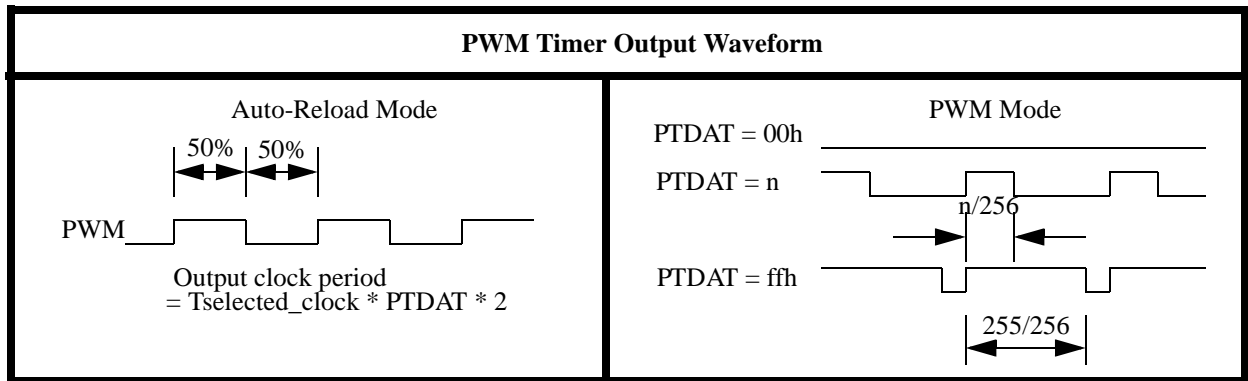 PWM Timer Output Waveform
Auto-Reload Mode
50% 50%
PWM
Output clock period
= Tselected_clock * PTDAT * 2
PWM Mode
PTDAT = 00h
PTDAT = n
n/256
PTDAT = ffh
255/256